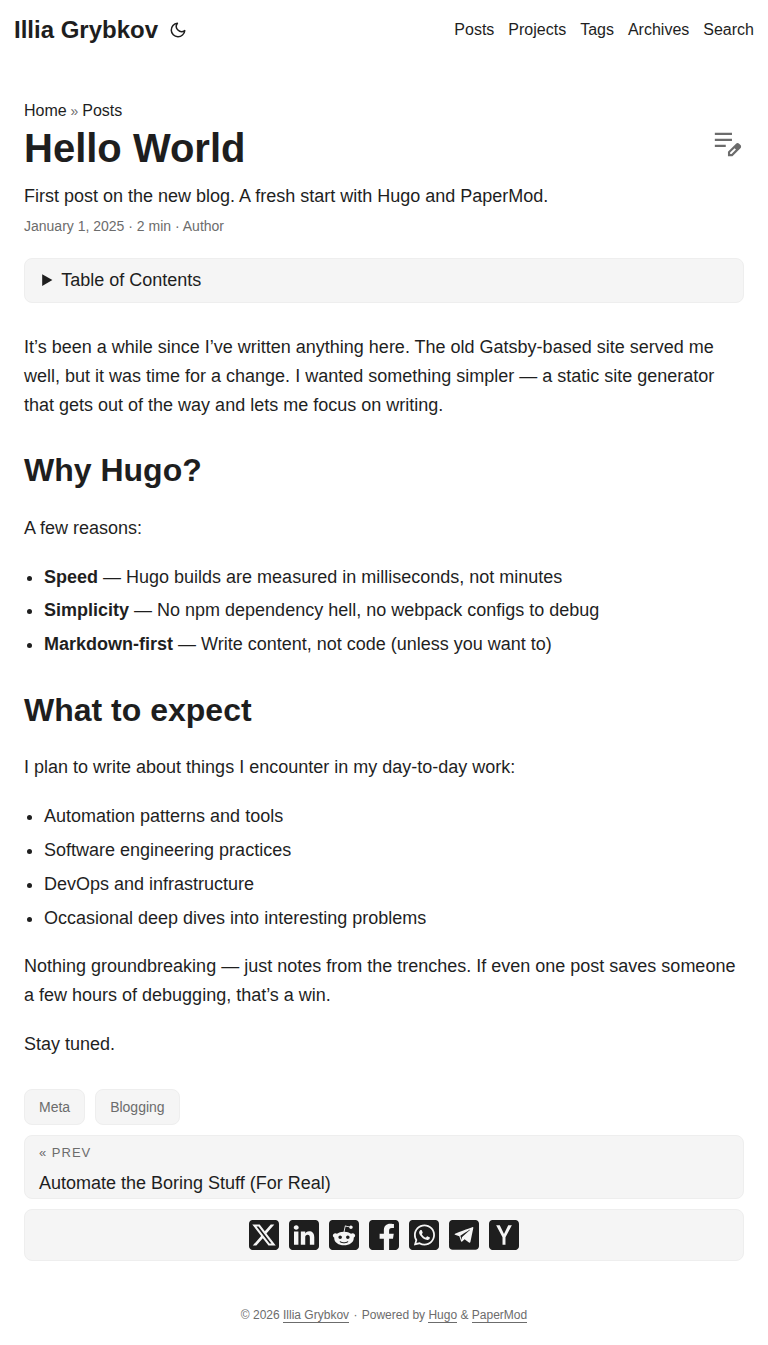 Illia Grybkov
Posts Projects Tags Archives Search
Home » Posts
Hello World
First post on the new blog. A fresh start with Hugo and PaperMod.
January 1, 2025 · 2 min · Author
Table of Contents
It’s been a while since I’ve written anything here. The old Gatsby-based site served me
well, but it was time for a change. I wanted something simpler — a static site generator
that gets out of the way and lets me focus on writing.
Why Hugo?
A few reasons:
Speed — Hugo builds are measured in milliseconds, not minutes
Simplicity — No npm dependency hell, no webpack configs to debug
Markdown-first — Write content, not code (unless you want to)
What to expect
I plan to write about things I encounter in my day-to-day work:
Automation patterns and tools
Software engineering practices
DevOps and infrastructure
Occasional deep dives into interesting problems
Nothing groundbreaking — just notes from the trenches. If even one post saves someone
a few hours of debugging, that’s a win.
Stay tuned.
Meta Blogging
« PREV
Automate the Boring Stuff (For Real)
© 2026 Illia Grybkov · Powered by Hugo & PaperMod